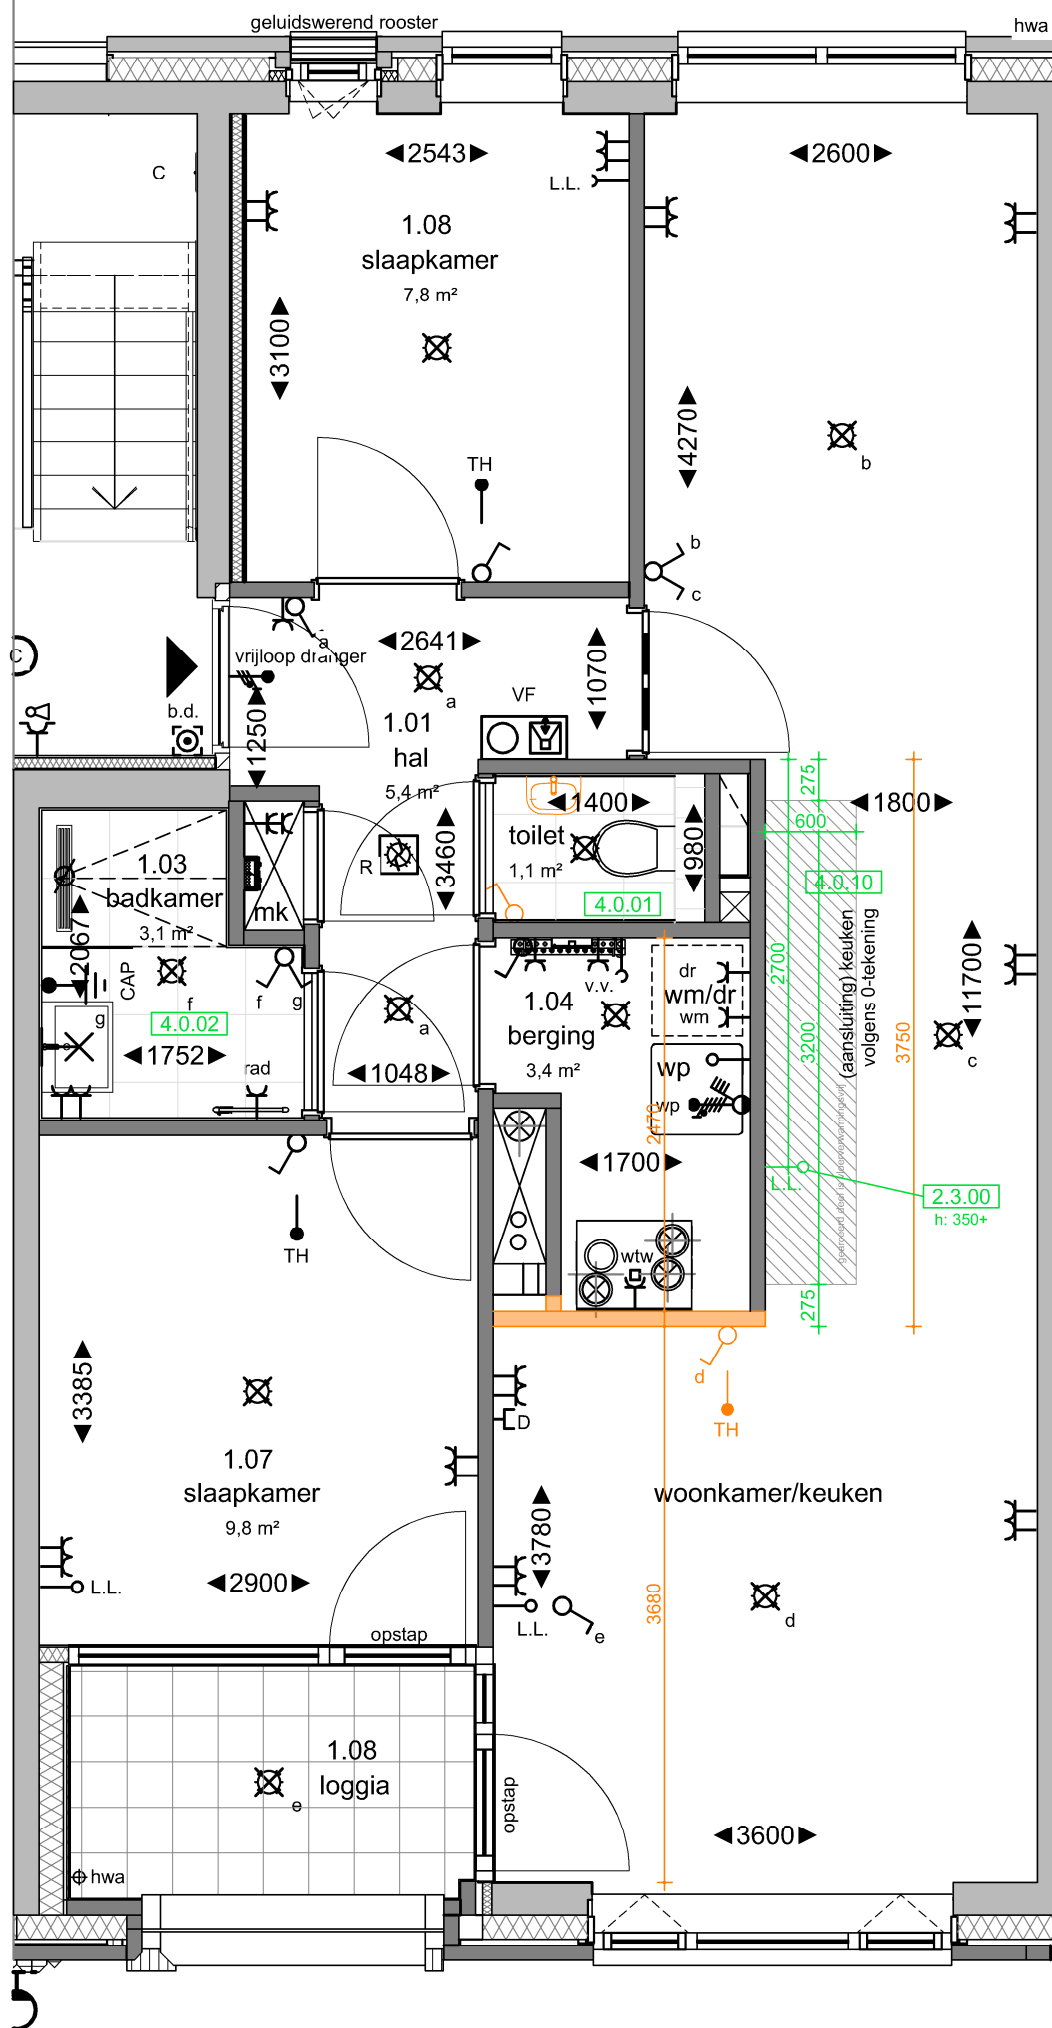 geluidswerend rooster
hwa
C
2543
2600
L.L.
1.08
slaapkamer
7,8 m²
3100
4270
b
TH
b
c
a
2641
vrijloop dranger
1070
C
b.d.
a
VF
1250
1.01
hal
5,4 m²
275
1400
1800
600
toilet
1,1 m²
980
3460
R
1.03
badkamer
3,1 m²
mk
4.0.10
4.0.01
2067
CAP
f
f
g
g
4.0.02
v.v.
dr
wm/dr
wm
1.04
berging
3,4 m²
a
2700
3200
(aansluiting) keuken
volgens 0-tekening
3750
11700
c
1752
rad
1048
wp
wp
2470
1700
L.L.
2.3.00
h: 350+
wtw
TH
275
3385
d
D
TH
1.07
slaapkamer
9,8 m²
woonkamer/keuken
3780
L.L.
2900
3680
L.L.
e
d
opstap
1.08
loggia
e
opstap
3600
hwa